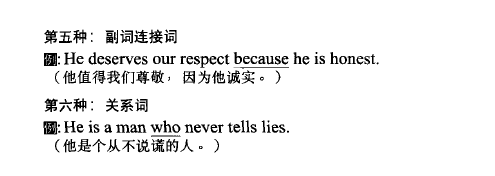 第五种：副词连接词
例:He deserves our respect because he is honest.
（他值得我们尊敬，因为他诚实。）
第六种：关系词
例:He is a man who never tells lies.
（他是个从不说谎的人。）